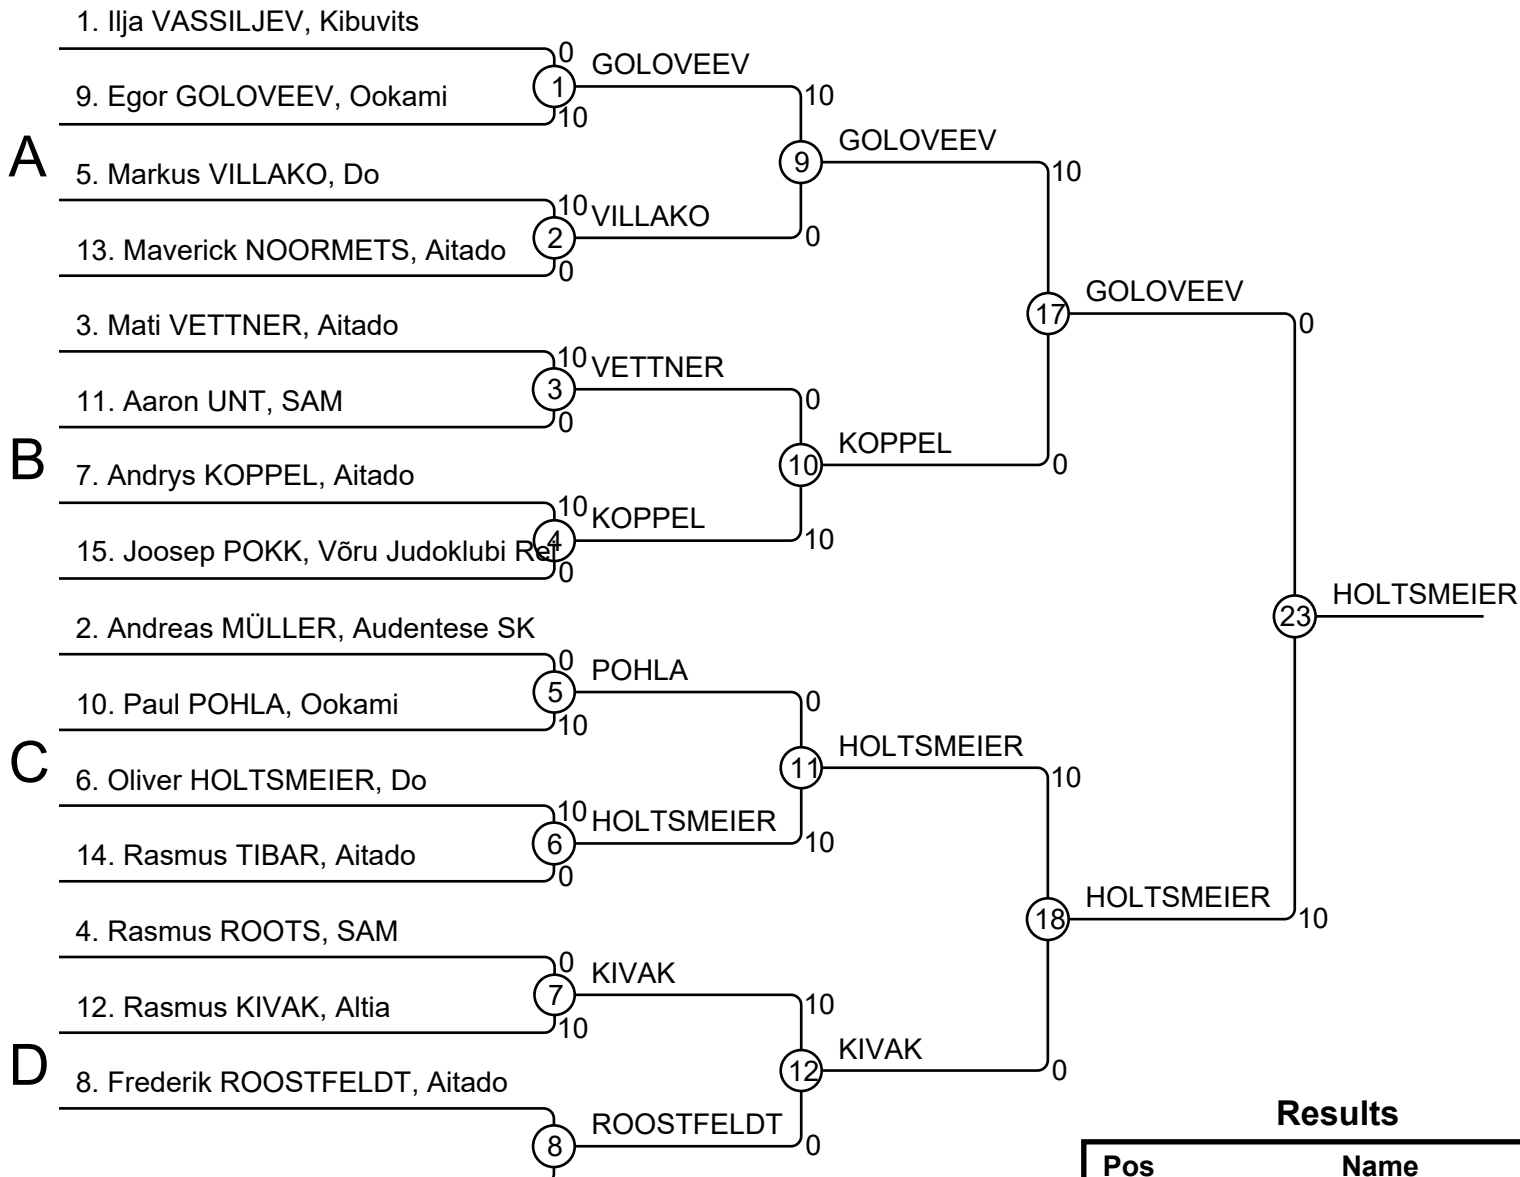 1. Ilja VASSILJEV, Kibuvits
0
1
GOLOVEEV
9. Egor GOLOVEEV, Ookami
10
10
A
9
GOLOVEEV
5. Markus VILLAKO, Do
10
10
2
VILLAKO
13. Maverick NOORMETS, Aitado
0
0
3. Mati VETTNER, Aitado
17
GOLOVEEV
0
10
3
VETTNER
11. Aaron UNT, SAM
0
0
B
10
KOPPEL
0
7. Andrys KOPPEL, Aitado
10
4
KOPPEL
10
15. Joosep POKK, Võru Judoklubi Rei
0
23
HOLTSMEIER
2. Andreas MÜLLER, Audentese SK
0
5
POHLA
10. Paul POHLA, Ookami
10
0
C
11
HOLTSMEIER
10
6. Oliver HOLTSMEIER, Do
10
6
HOLTSMEIER
10
14. Rasmus TIBAR, Aitado
0
18
HOLTSMEIER
10
4. Rasmus ROOTS, SAM
0
7
KIVAK
12. Rasmus KIVAK, Altia
10
10
D
12
KIVAK
0
8. Frederik ROOSTFELDT, Aitado
8
ROOSTFELDT
0
Results
Pos Name